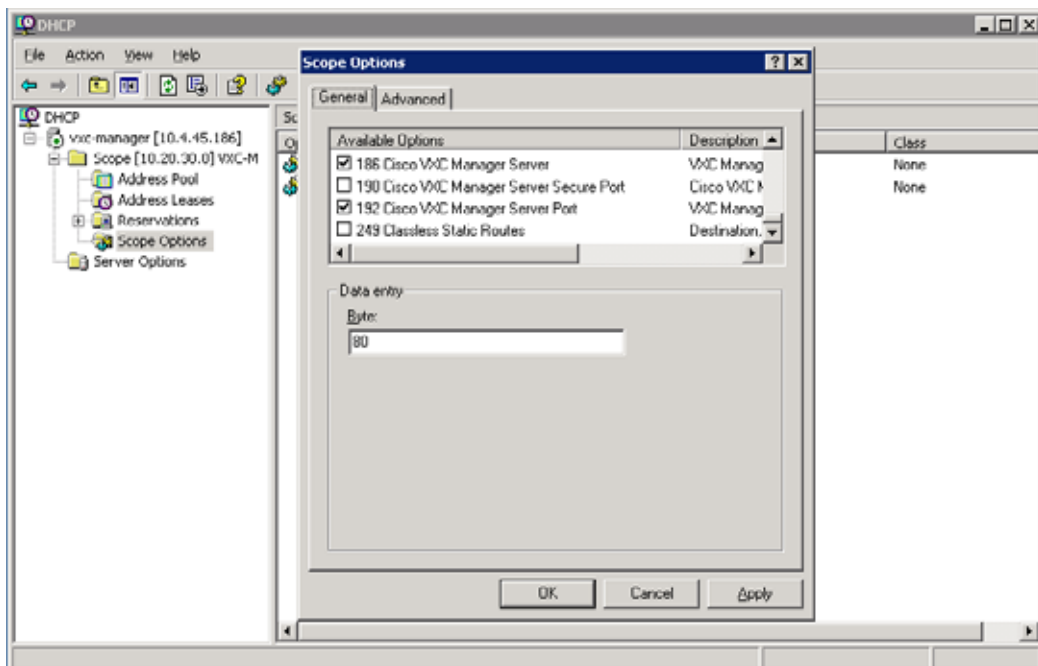 DHCP
File Action View Help
DHCP
vxc-manager [10.4.45.186]
Scope [10.20.30.0] VXC-M
Address Pool
Address Leases
Reservations
Scope Options
Server Options
Sc
Class
None
None
Scope Options
General Advanced
Available Options Description
186 Cisco VXC Manager Server VXC Manag
190 Cisco VXC Manager Server Secure Port Cisco VXC M
192 Cisco VXC Manager Server Port VXC Manag
249 Classless Static Routes Destination,
Data entry
Byte:
80
OK Cancel Apply